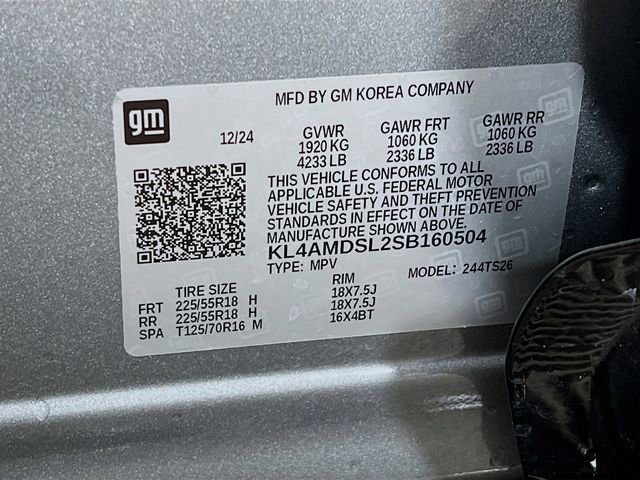 gm
MFD BY GM KOREA COMPANY
12/24 GVWR GAWR FRT GAWR RR
1920 KG 1060 KG 1060 KG
4233 LB 2336 LB 2336 LB
THIS VEHICLE CONFORMS TO ALL
APPLICABLE U.S. FEDERAL MOTOR
VEHICLE SAFETY AND THEFT PREVENTION
STANDARDS IN EFFECT ON THE DATE OF
MANUFACTURE SHOWN ABOVE.
KL4AMDSL2SB160504
TYPE: MPV MODEL: 244TS26
TIRE SIZE RIM
FRT 225/55R18 H 18X7.5J
RR 225/55R18 H 18X7.5J
SPA T125/70R16 M 16X4BT